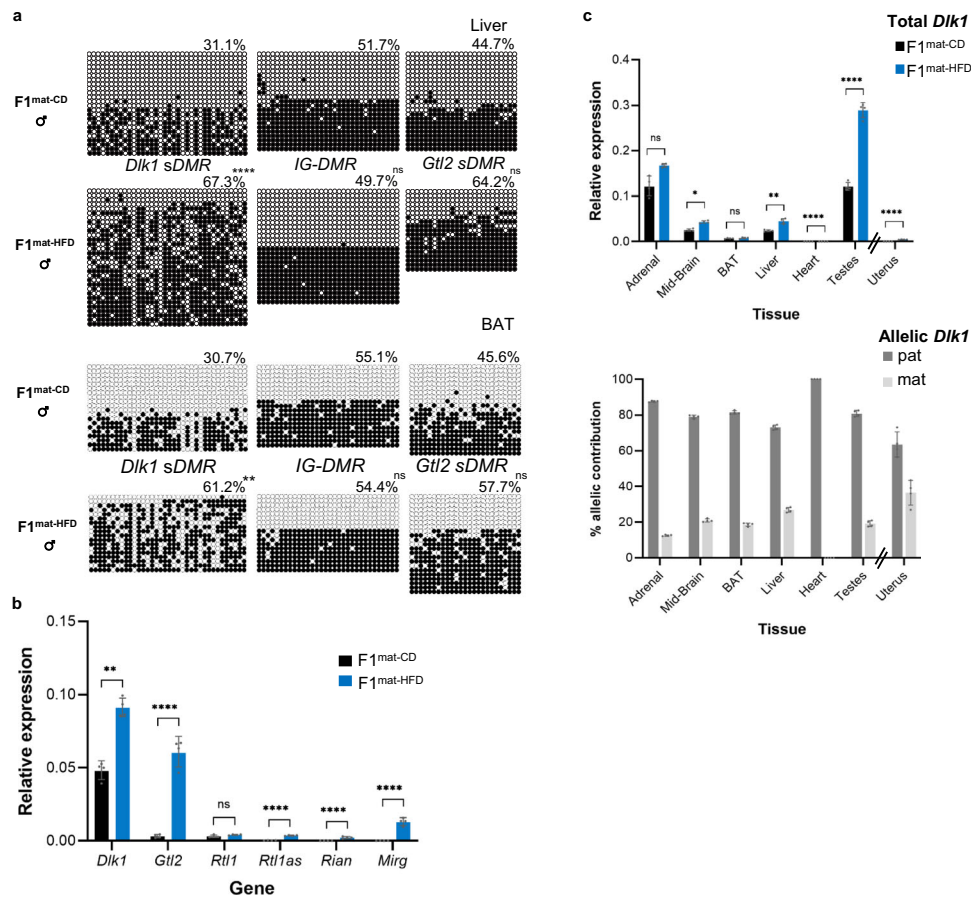 a
Liver
31.1% 51.7% 44.7%
F1mat-CD
♂
Dlk1 sDMR IG-DMR Gtl2 sDMR
67.3%**** 49.7%ns 64.2%ns
F1mat-HFD
♂
BAT
30.7% 55.1% 45.6%
F1mat-CD
♂
Dlk1 sDMR IG-DMR Gtl2 sDMR
61.2%** 54.4%ns 57.7%ns
F1mat-HFD
♂
b
Relative expression
0.15
0.10
0.05
0.00
F1mat-CD
F1mat-HFD
** **** ns **** **** ****
Dlk1 Gtl2 Rtl1 Rtl1as Rian Mirg
Gene
c
Total Dlk1
F1mat-CD
F1mat-HFD
Relative expression
0.4
0.3
0.2
0.1
0.0
ns * ns ** **** **** ****
Adrenal Mid-Brain BAT Liver Heart Testes Uterus
Tissue
Allelic Dlk1
pat
mat
% allelic contribution
100
80
60
40
20
0
Adrenal Mid-Brain BAT Liver Heart Testes Uterus
Tissue